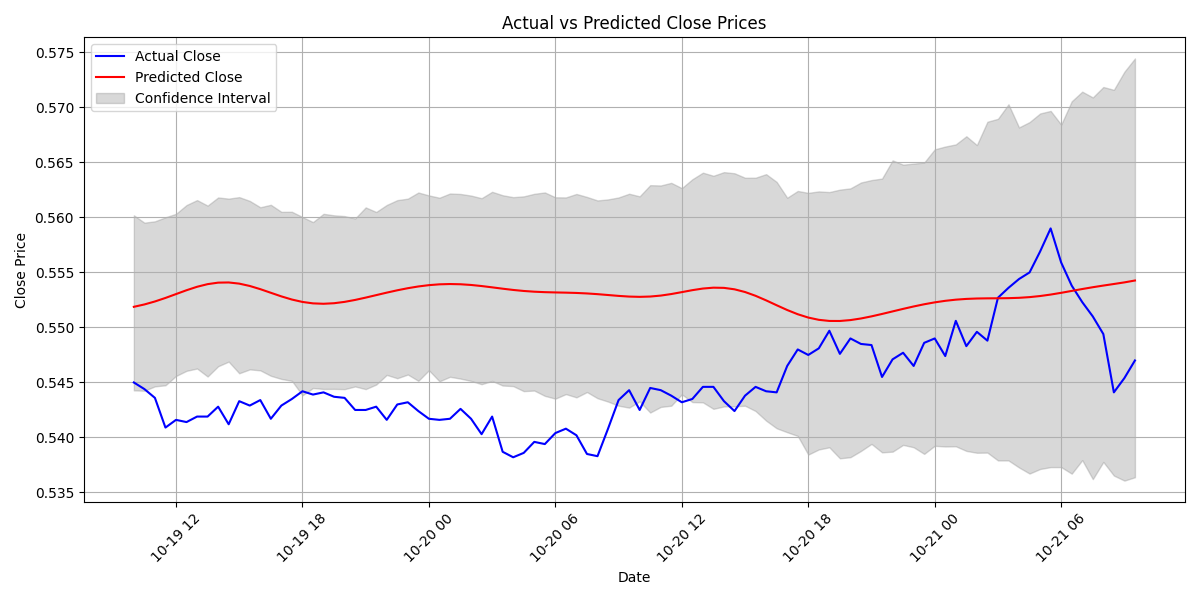 Actual vs Predicted Close Prices
Actual Close
Predicted Close
Confidence Interval
Close Price
0.575
0.570
0.565
0.560
0.555
0.550
0.545
0.540
0.535
10-19 12
10-19 18
10-20 00
10-20 06
10-20 12
10-20 18
10-21 00
10-21 06
Date